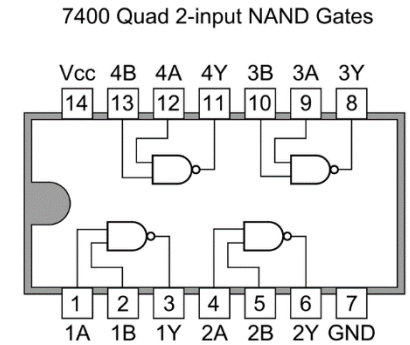 7400 Quad 2-input NAND Gates
Vcc 4B 4A 4Y 3B 3A 3Y
14 13 12 11 10 9 8
1 2 3 4 5 6 7
1A 1B 1Y 2A 2B 2Y GND